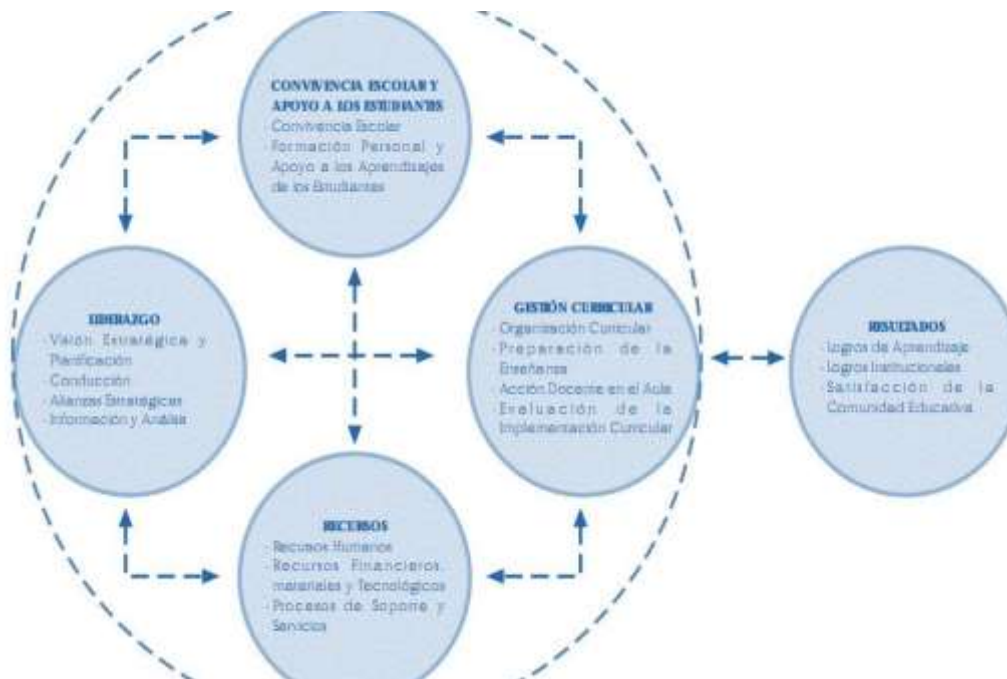 CONVIVENCIA ESCOLAR Y
APOYO A LOS ESTUDIANTES
- Convivencia Escolar
- Formación Personal y
Apoyo a los Aprendizajes
de los Estudiantes
LIDERAZGO
- Visión Estratégica y
Planificación
- Conducción
- Alianzas Estratégicas
- Información y Análisis
GESTIÓN CURRICULAR
- Organización Curricular
- Preparación de la
Enseñanza
- Acción Docente en el Aula
- Evaluación de la
Implementación Curricular
RESULTADOS
- Logros de Aprendizaje
- Logros Institucionales
- Satisfacción de la
Comunidad Educativa
RECURSOS
- Recursos Humanos
- Recursos Financieros,
materiales y Tecnológicos
- Procesos de Soporte y
Servicios